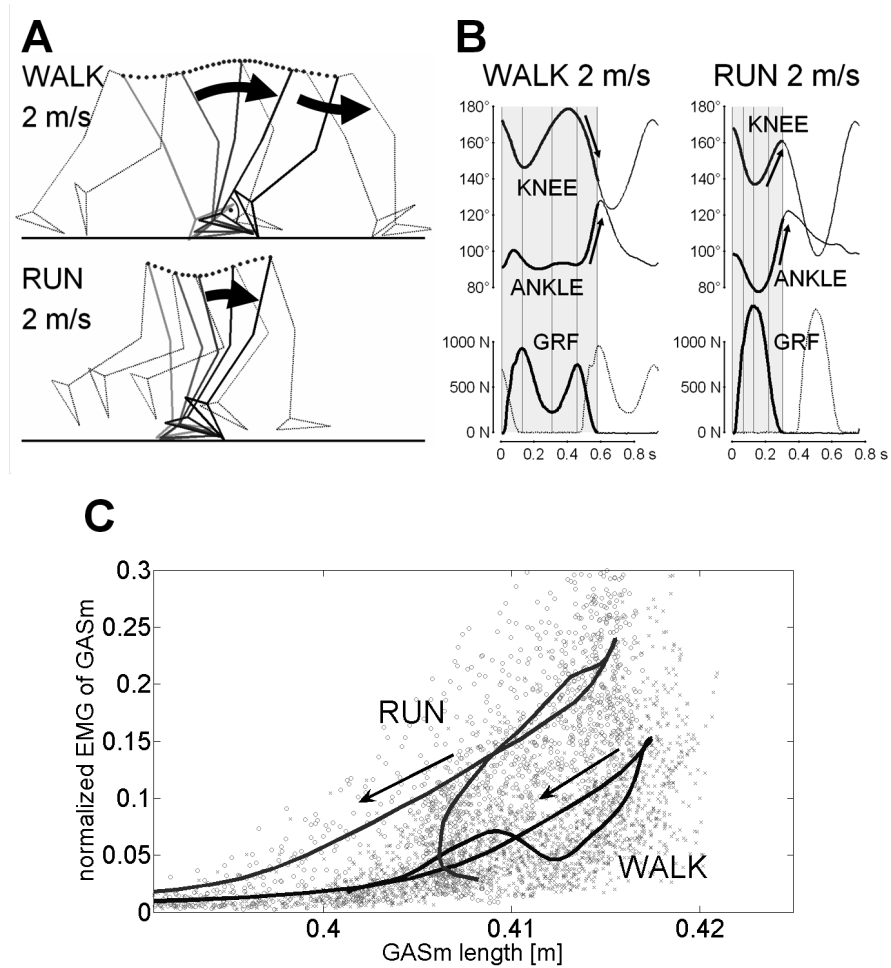 A
WALK
2 m/s
RUN
2 m/s
B
WALK 2 m/s
RUN 2 m/s
180°
160°
140°
120°
100°
80°
KNEE
ANKLE
1000 N
500 N
0 N
GRF
0 0.2 0.4 0.6 0.8 s
180°
160°
140°
120°
100°
80°
KNEE
ANKLE
1000 N
500 N
0 N
GRF
0 0.2 0.4 0.6 0.8 s
C
normalized EMG of GASm
0.3
0.25
0.2
0.15
0.1
0.05
0
RUN
WALK
0.4 0.41 0.42
GASm length [m]